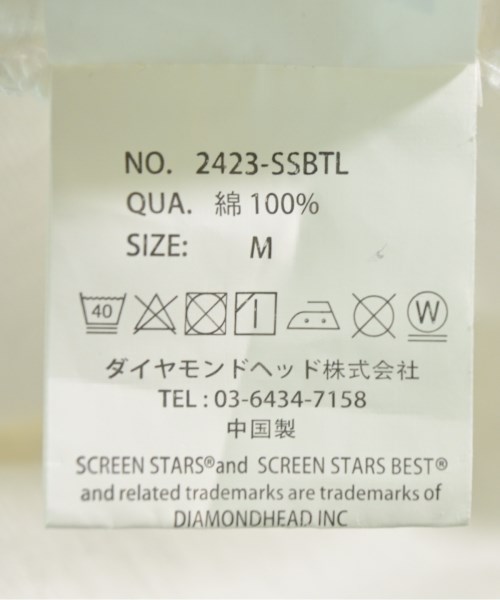 NO. 2423-SSBTL
QUA. 綿 100%
SIZE: M
40 W
ダイヤモンドヘッド株式会社
TEL : 03-6434-7158
中国製
SCREEN STARS®and SCREEN STARS BEST®
and related trademarks are trademarks of
DIAMONDHEAD INC